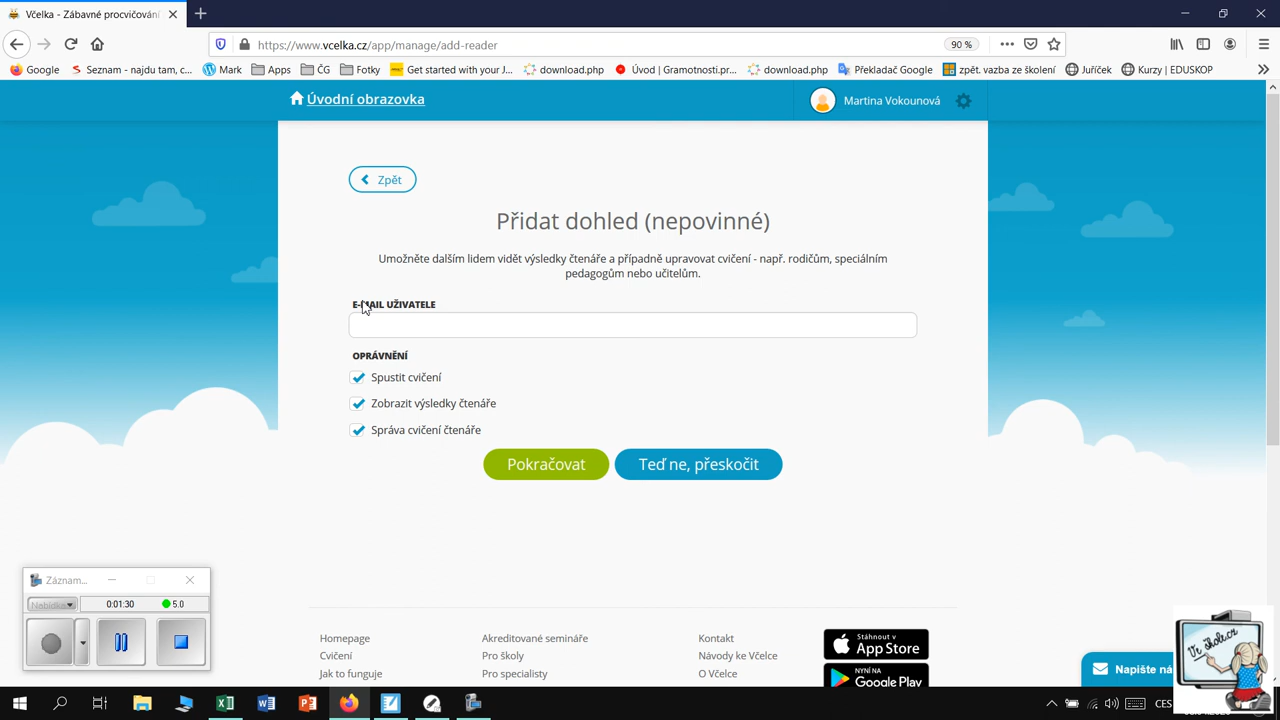 Včelka - Zábavné procvičování
https://www.vcelka.cz/app/manage/add-reader
90 %
Google
Seznam - najdu tam, c...
Mark
Apps
ČG
Fotky
Get started with your J...
download.php
Úvod | Gramotnosti.pr...
download.php
Překladač Google
zpět. vazba ze školení
Juříček
Kurzy | EDUSKOP
Úvodní obrazovka
Martina Vokounová
Zpět
Přidat dohled (nepovinné)
Umožněte dalším lidem vidět výsledky čtenáře a případně upravovat cvičení - např. rodičům, speciálním
pedagogům nebo učitelům.
E-MAIL UŽIVATELE
OPRÁVNĚNÍ
Spustit cvičení
Zobrazit výsledky čtenáře
Správa cvičení čtenáře
Pokračovat
Teď ne, přeskočit
Záznam...
Nabídka
0:01:30
5.0
Homepage
Akreditované semináře
Kontakt
Cvičení
Pro školy
Návody ke Včelce
Jak to funguje
Pro specialisty
O Včelce
Stáhnout v
App Store
NYNÍ NA
Google Play
Napište ná
Ve škole.cz
CES